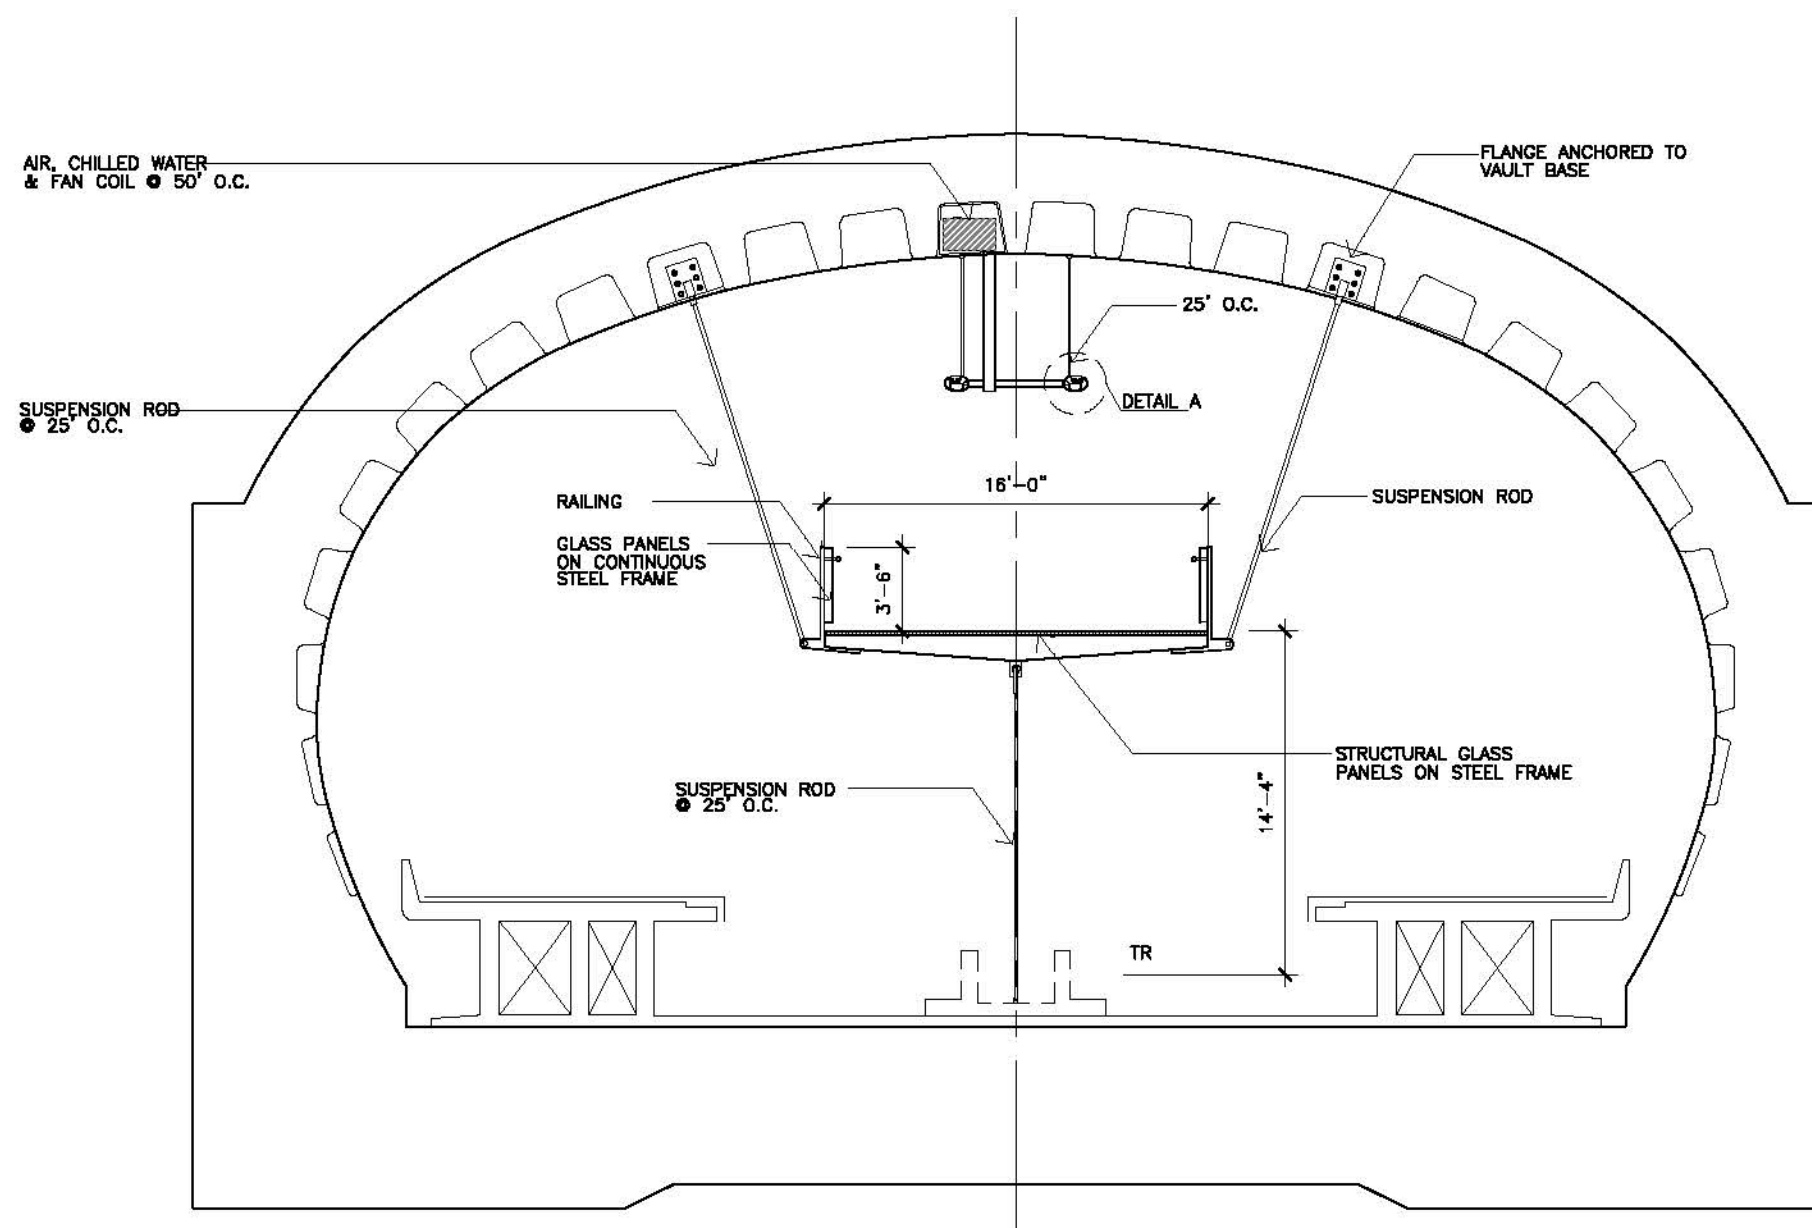 AIR, CHILLED WATER
& FAN COIL @ 50' O.C.
FLANGE ANCHORED TO
VAULT BASE
25' O.C.
DETAIL A
SUSPENSION ROD
@ 25' O.C.
16'-0"
RAILING
SUSPENSION ROD
GLASS PANELS
ON CONTINUOUS
STEEL FRAME
3'-6"
STRUCTURAL GLASS
PANELS ON STEEL FRAME
SUSPENSION ROD
@ 25' O.C.
14'-4"
TR